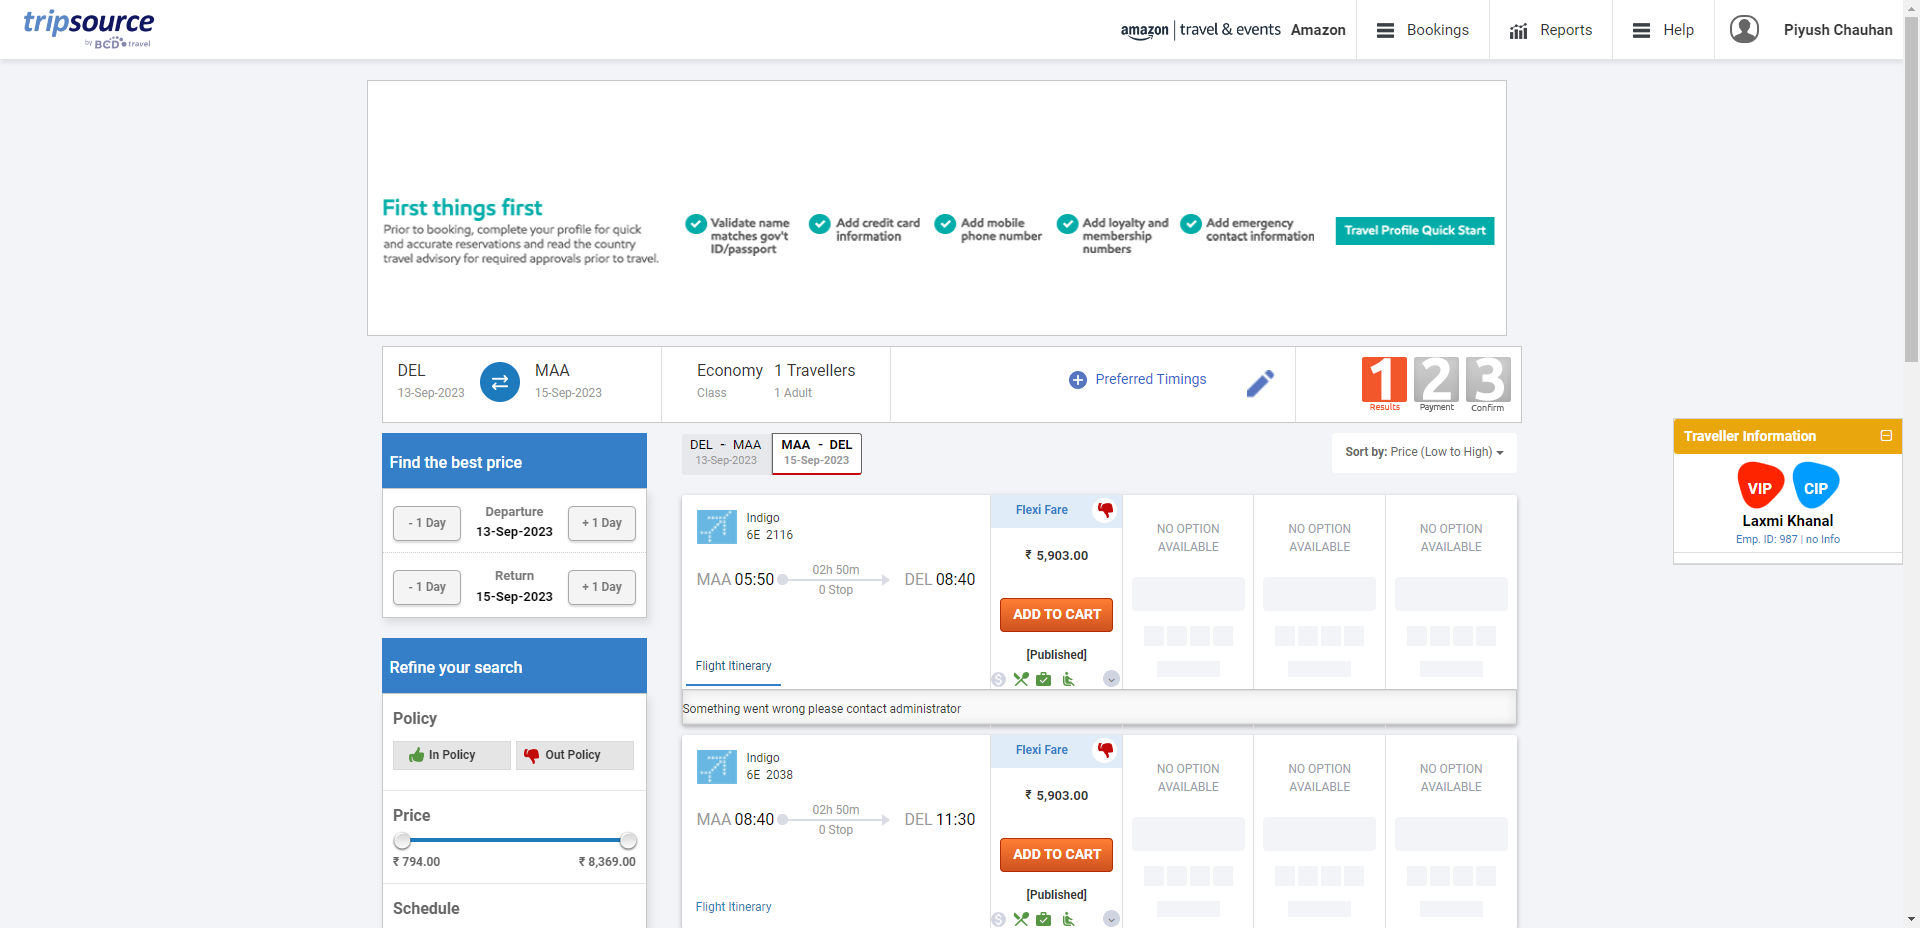 tripsource
by BCD travel
amazon | travel & events Amazon
Bookings
Reports
Help
Piyush Chauhan
First things first
Prior to booking, complete your profile for quick
and accurate reservations and read the country
travel advisory for required approvals prior to travel.
Validate name
matches gov't
ID/passport
Add credit card
information
Add mobile
phone number
Add loyalty and
membership
numbers
Add emergency
contact information
Travel Profile Quick Start
DEL
13-Sep-2023
MAA
15-Sep-2023
Economy
Class
1 Travellers
1 Adult
Preferred Timings
1
Results
2
Payment
3
Confirm
Find the best price
- 1 Day
Departure
13-Sep-2023
+ 1 Day
- 1 Day
Return
15-Sep-2023
+ 1 Day
Refine your search
Policy
In Policy
Out Policy
Price
₹ 794.00
₹ 8,369.00
Schedule
DEL - MAA
13-Sep-2023
MAA - DEL
15-Sep-2023
Sort by: Price (Low to High)
Indigo
6E 2116
MAA 05:50
02h 50m
0 Stop
DEL 08:40
Flight Itinerary
Flexi Fare
₹ 5,903.00
ADD TO CART
[Published]
NO OPTION
AVAILABLE
NO OPTION
AVAILABLE
NO OPTION
AVAILABLE
Something went wrong please contact administrator
Indigo
6E 2038
MAA 08:40
02h 50m
0 Stop
DEL 11:30
Flight Itinerary
Flexi Fare
₹ 5,903.00
ADD TO CART
[Published]
NO OPTION
AVAILABLE
NO OPTION
AVAILABLE
NO OPTION
AVAILABLE
Traveller Information
VIP
CIP
Laxmi Khanal
Emp. ID: 987 | no Info